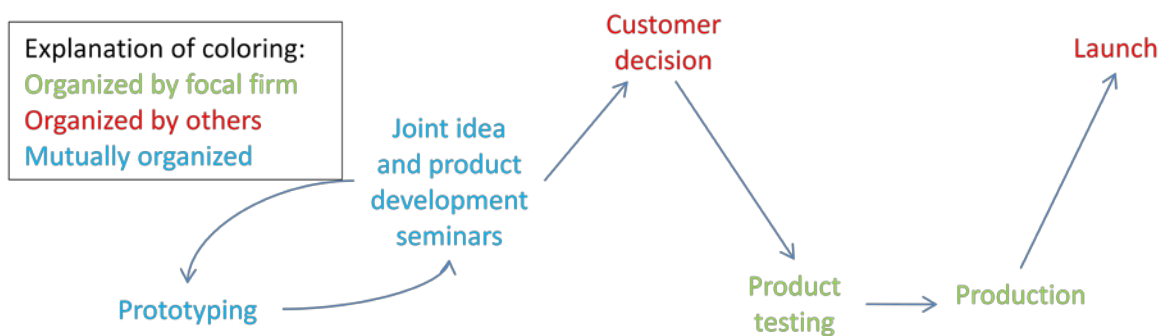 Explanation of coloring:
Organized by focal firm
Organized by others
Mutually organized
Joint idea
and product
development
seminars
Prototyping
Customer
decision
Product
testing
Production
Launch